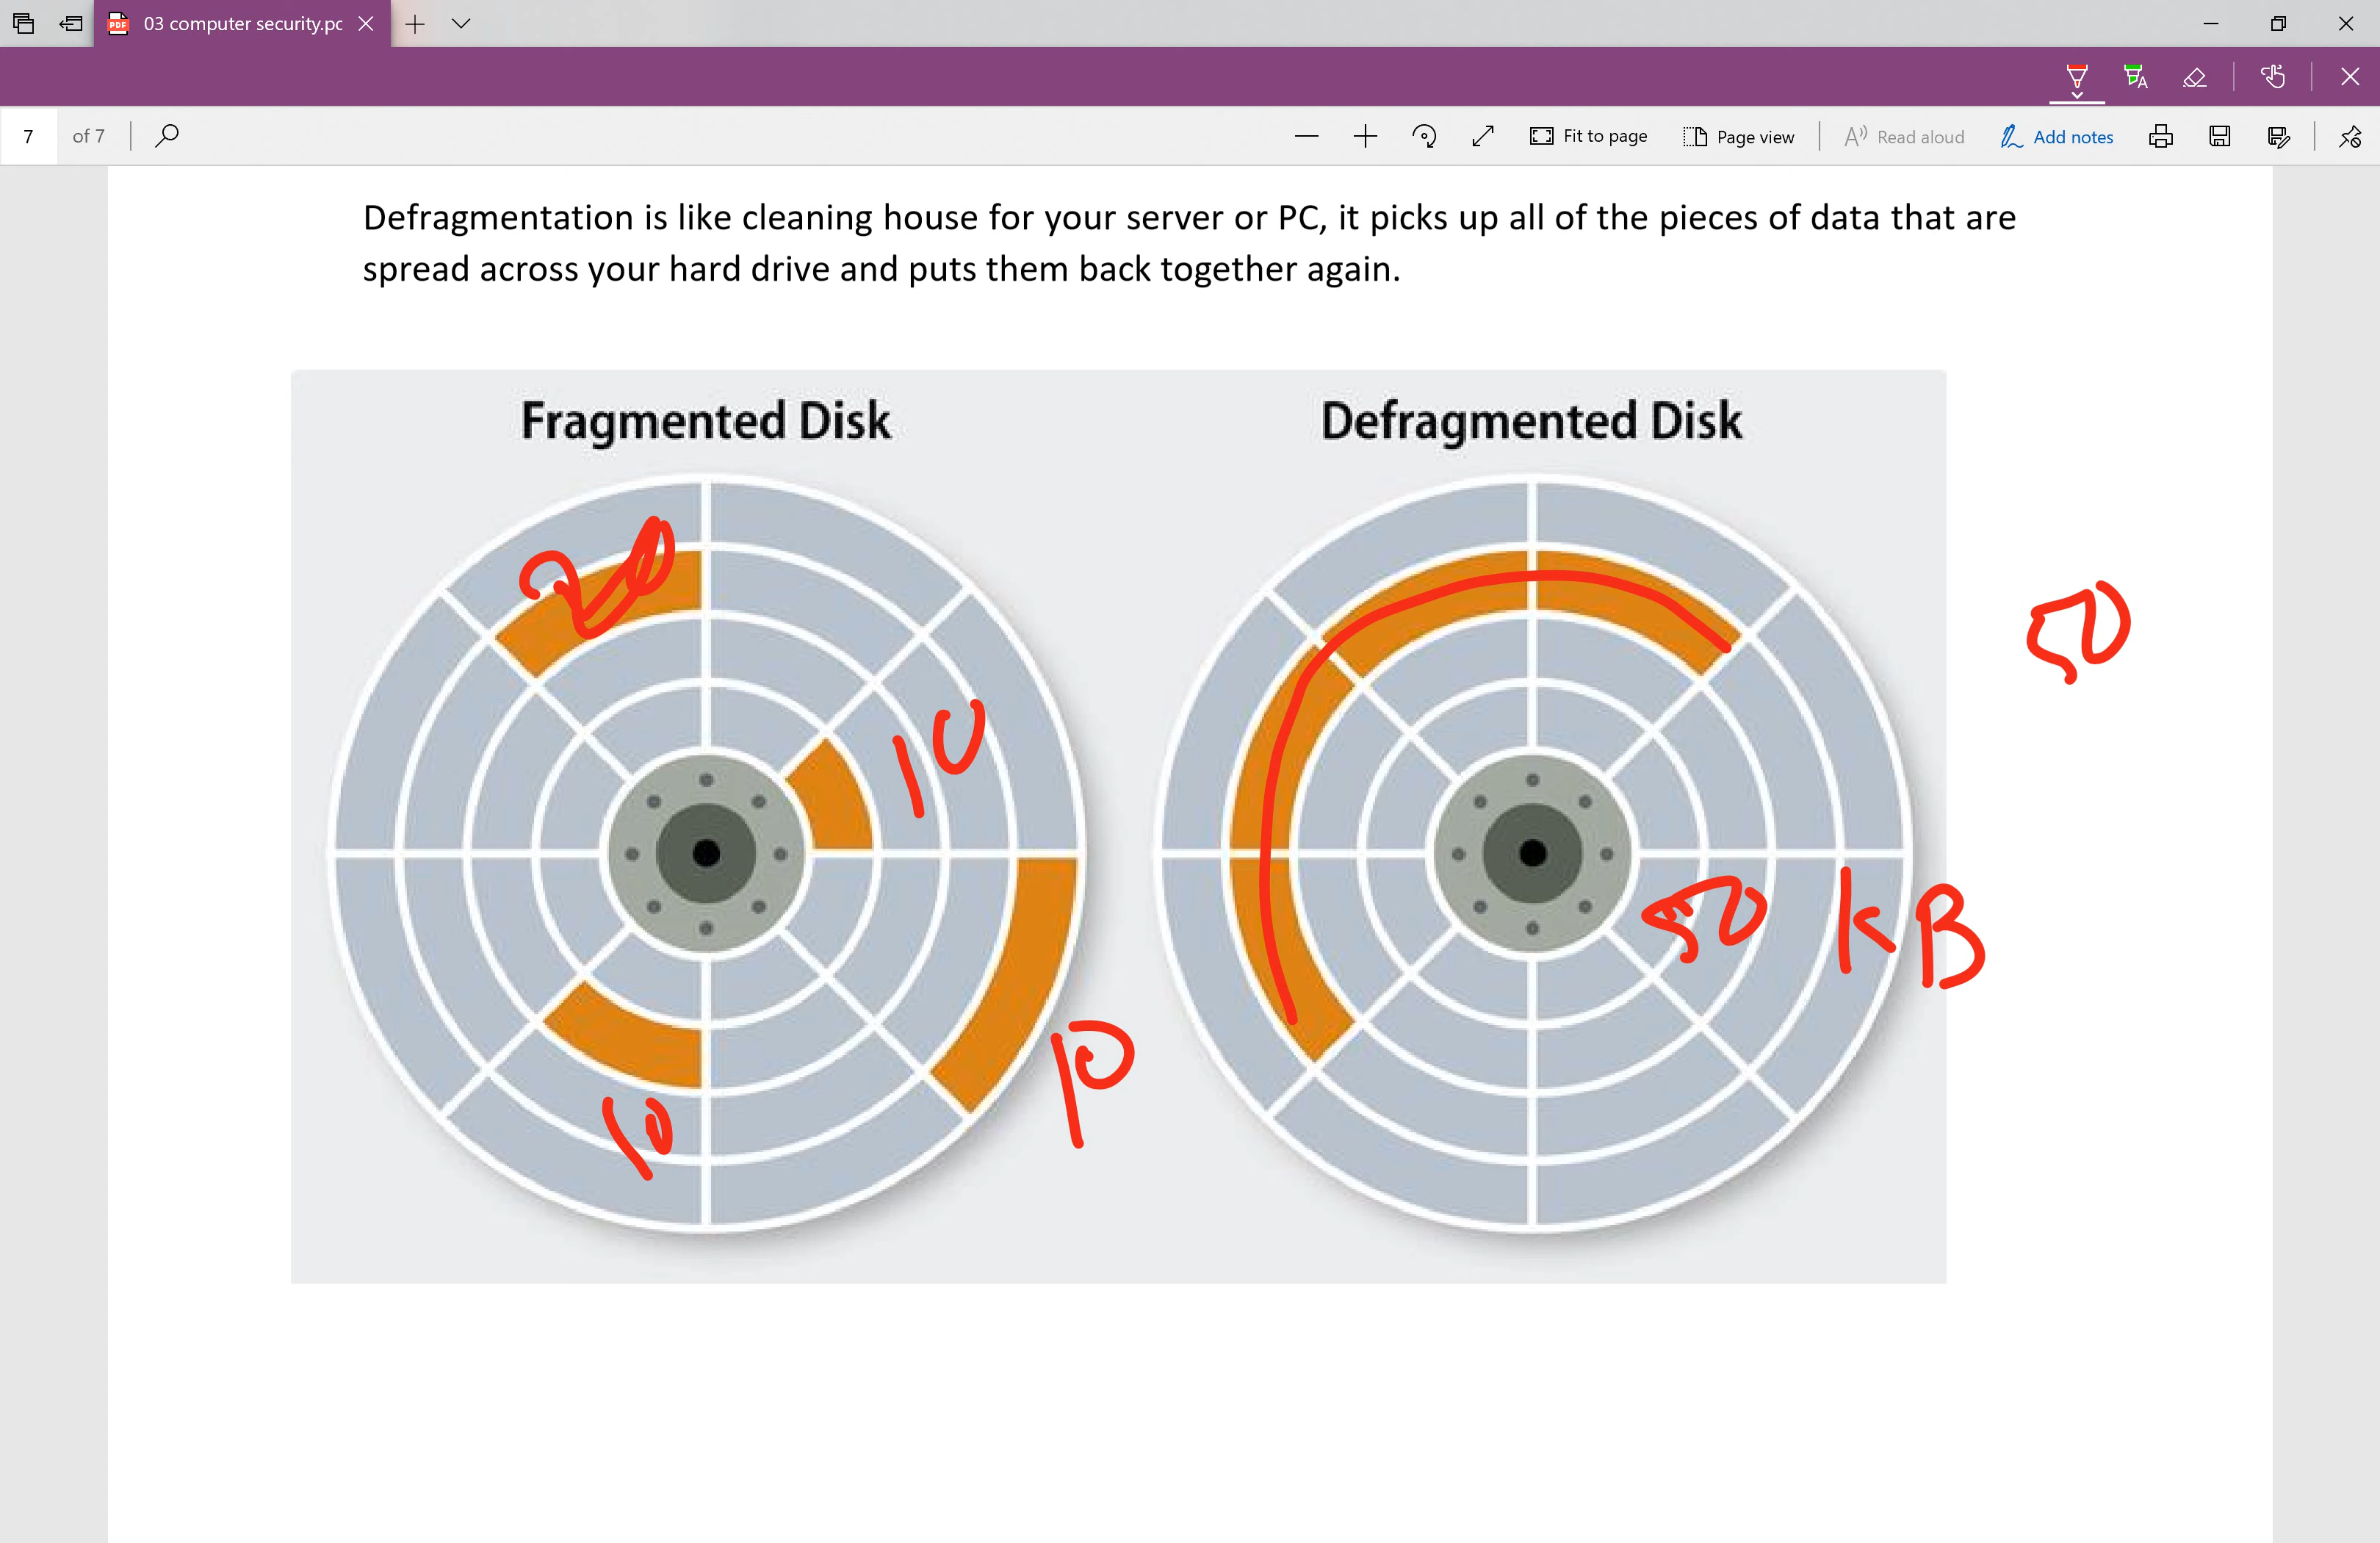 03 computer security.pc
7 of 7
Fit to page
Page view
Read aloud
Add notes
Defragmentation is like cleaning house for your server or PC, it picks up all of the pieces of data that are
spread across your hard drive and puts them back together again.
Fragmented Disk
Defragmented Disk
20
50
10
50 KB
10
10